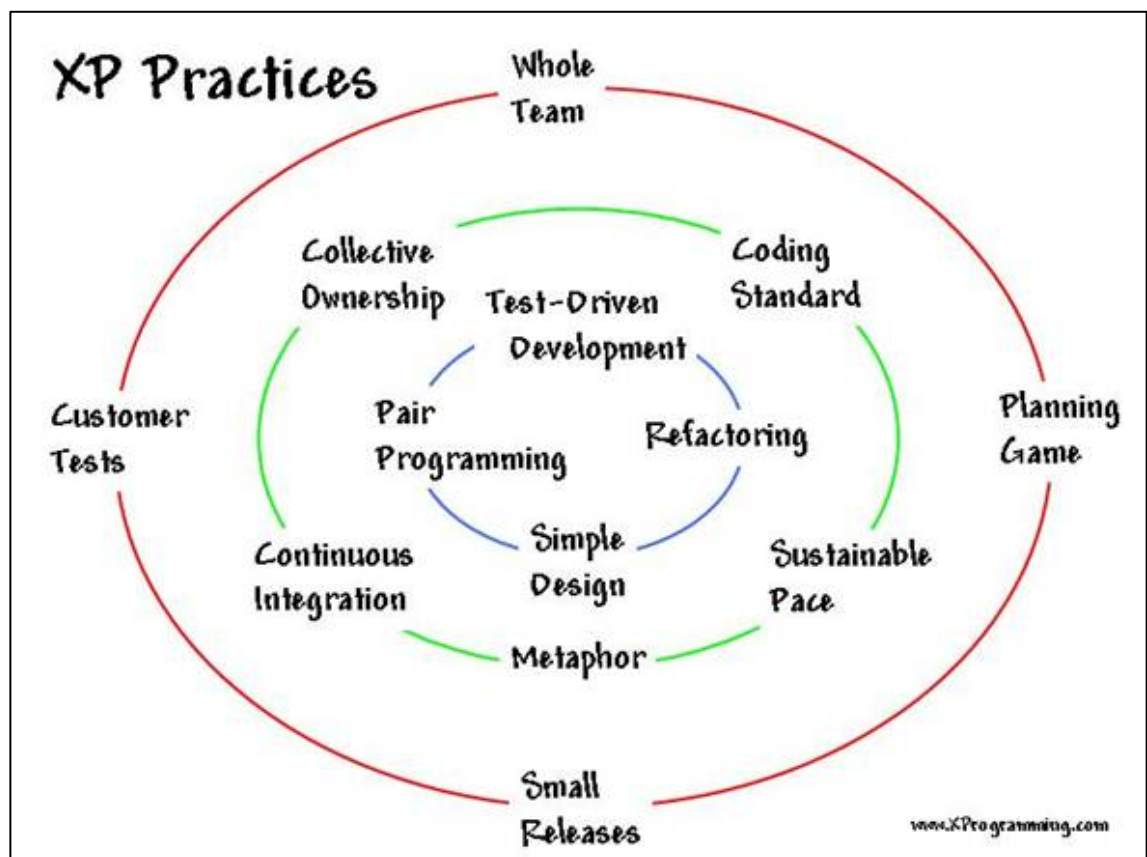 XP Practices
Whole
Team
Collective
Ownership
Coding
Standard
Test-Driven
Development
Customer
Tests
Pair
Programming
Refactoring
Planning
Game
Continuous
Integration
Simple
Design
Sustainable
Pace
Metaphor
Small
Releases
www.XProgramming.com